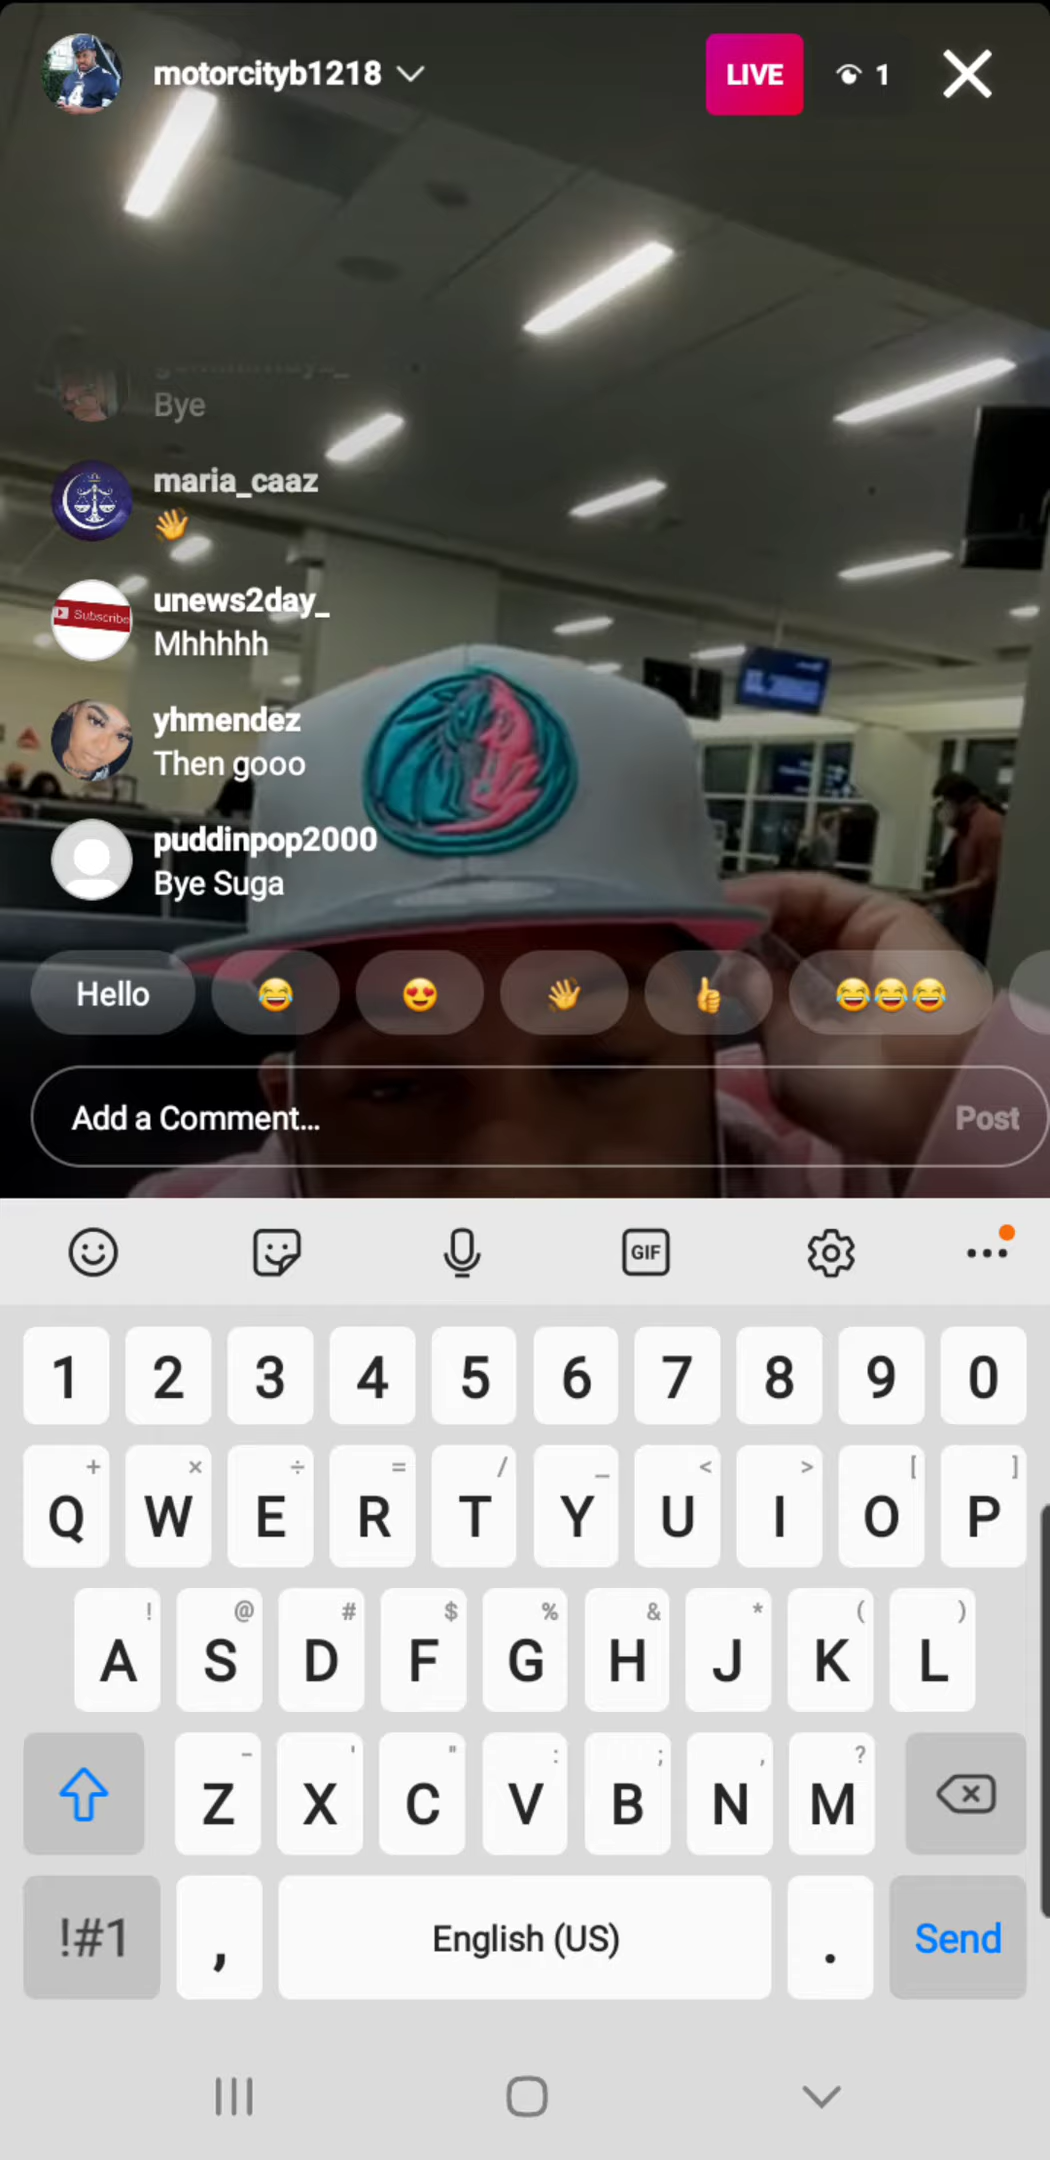 motorcityb1218
LIVE
1
Bye
maria_caaz
👋
unews2day_
Subscribe
Mhhhhh
yhmendez
Then gooo
puddinpop2000
Bye Suga
Hello 😂 😍 👋 👍 😂😂😂
Add a Comment... Post
GIF
1 2 3 4 5 6 7 8 9 0
+ × ÷ = / _ < > [ ]
Q W E R T Y U I O P
! @ # $ % & * ( )
A S D F G H J K L
- ' " : ; , ?
Z X C V B N M
!#1 , English (US) . Send